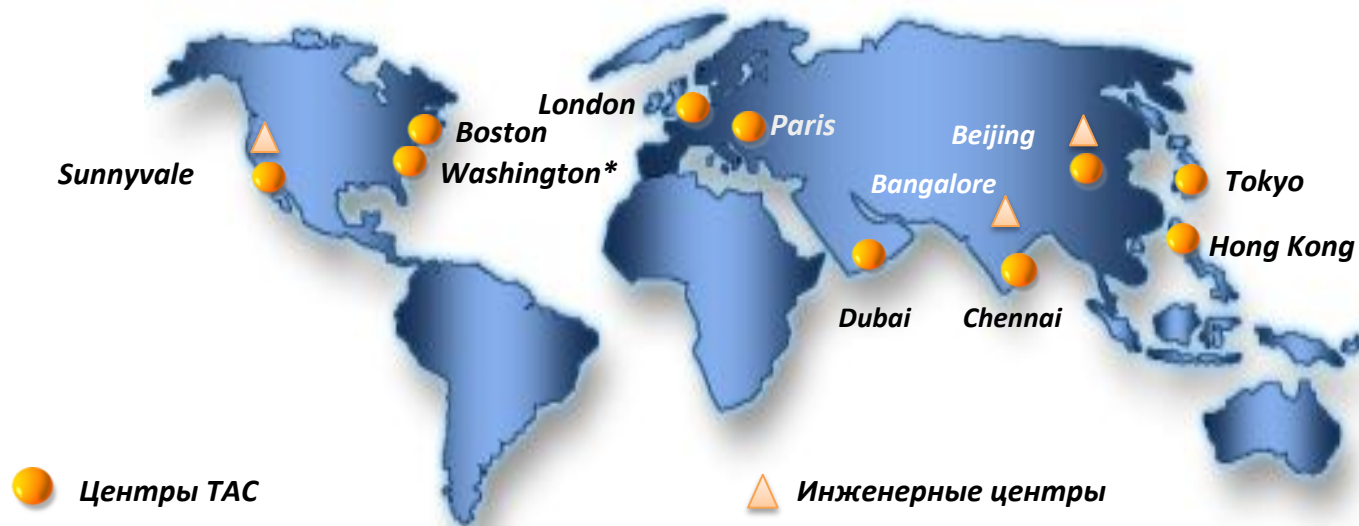 London
Boston
Paris
Beijing
Sunnyvale
Washington*
Bangalore
Tokyo
Hong Kong
Dubai
Chennai
Центры TAC
Инженерные центры